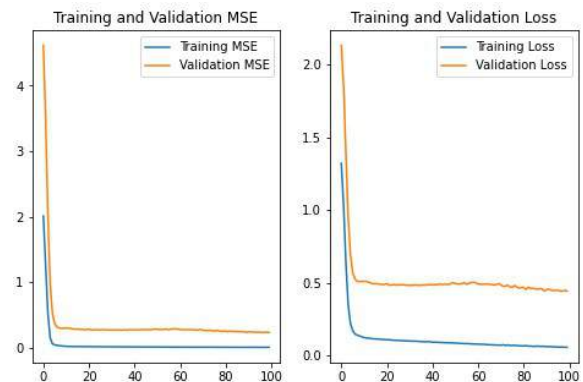 Training and Validation MSE
Training MSE
Validation MSE
4
3
2
1
0
0 20 40 60 80 100
Training and Validation Loss
Training Loss
Validation Loss
2.0
1.5
1.0
0.5
0.0
0 20 40 60 80 100